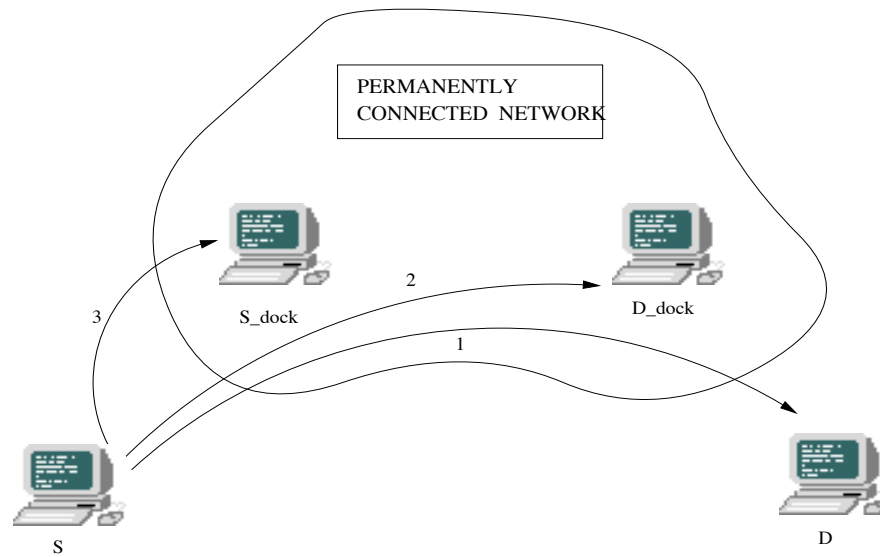 PERMANENTLY
CONNECTED NETWORK
2
D_dock
3
S_dock
1
S
D